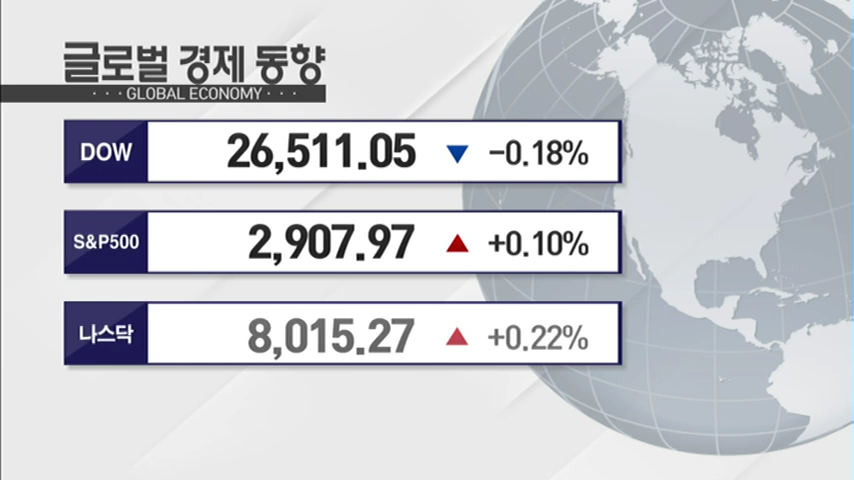 글로벌 경제 동향
···GLOBAL ECONOMY···
DOW 26,511.05 ▼ -0.18%
S&P500 2,907.97 ▲ +0.10%
나스닥 8,015.27 ▲ +0.22%